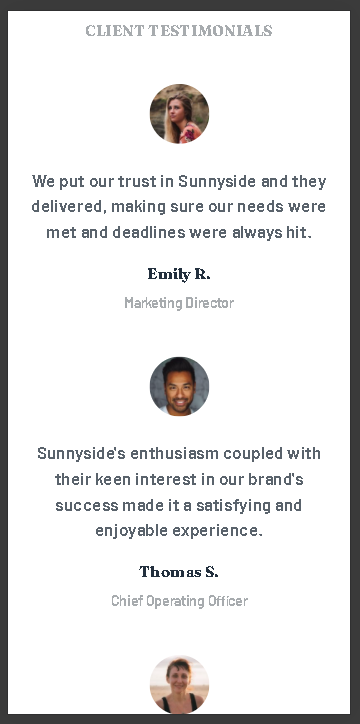 CLIENT TESTIMONIALS
We put our trust in Sunnyside and they
delivered, making sure our needs were
met and deadlines were always hit.
Emily R.
Marketing Director
Sunnyside's enthusiasm coupled with
their keen interest in our brand's
success made it a satisfying and
enjoyable experience.
Thomas S.
Chief Operating Officer